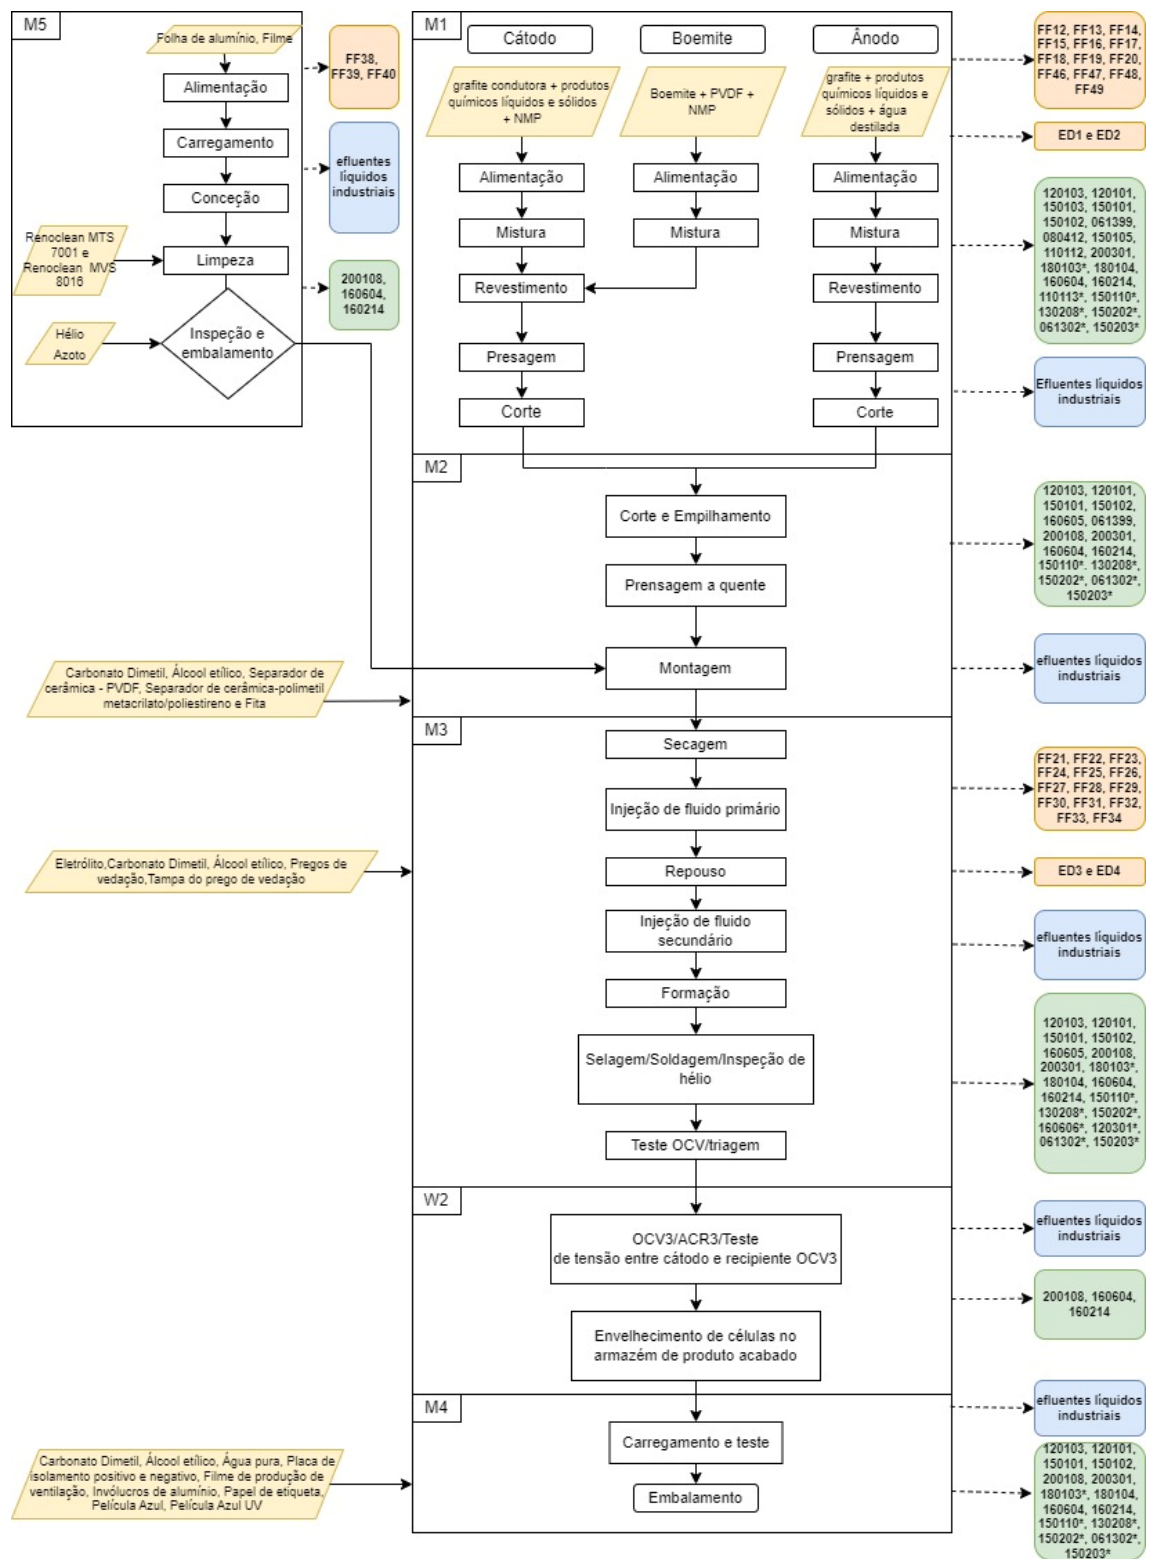 M5
Folha de alumínio, Filme
Alimentação
Carregamento
Conceção
Renoclean MTS
7001 e
Renoclean MVS
8016
Limpeza
Hélio
Azoto
Inspeção e
embalamento
FF38,
FF39, FF40
efluentes
líquidos
industriais
200108,
160604,
160214
M1
Cátodo
Boemite
Ânodo
grafite condutora + produtos
químicos líquidos e sólidos
+ NMP
Boemite + PVDF +
NMP
grafite + produtos
químicos líquidos e
sólidos + água
destilada
Alimentação
Alimentação
Alimentação
Mistura
Mistura
Mistura
Revestimento
Revestimento
Presagem
Prensagem
Corte
Corte
FF12, FF13, FF14,
FF15, FF16, FF17,
FF18, FF19, FF20,
FF46, FF47, FF48,
FF49
ED1 e ED2
120103, 120101,
150103, 150101,
150102, 061399,
080412, 150105,
110112, 200301,
180103*, 180104,
160604, 160214,
110113*, 150110*,
130208*, 150202*,
061302*, 150203*
Efluentes líquidos
industriais
M2
Corte e Empilhamento
Prensagem a quente
Montagem
Carbonato Dimetil, Álcool etílico, Separador de
cerâmica - PVDF, Separador de cerâmica-polimetil
metacrilato/poliestireno e Fita
120103, 120101,
150101, 150102,
160605, 061399,
200108, 200301,
160604, 160214,
150110*. 130208*,
150202*, 061302*,
150203*
efluentes líquidos
industriais
M3
Secagem
Injeção de fluido primário
Repouso
Injeção de fluido
secundário
Formação
Selagem/Soldagem/Inspeção de
hélio
Teste OCV/triagem
Eletrólito,Carbonato Dimetil, Álcool etílico, Pregos de
vedação,Tampa do prego de vedação
FF21, FF22, FF23,
FF24, FF25, FF26,
FF27, FF28, FF29,
FF30, FF31, FF32,
FF33, FF34
ED3 e ED4
efluentes líquidos
industriais
120103, 120101,
150101, 150102,
160605, 200108,
200301, 180103*,
180104, 160604,
160214, 150110*,
130208*, 150202*,
160606*, 120301*,
061302*, 150203*
W2
OCV3/ACR3/Teste
de tensão entre cátodo e recipiente OCV3
Envelhecimento de células no
armazém de produto acabado
efluentes líquidos
industriais
200108, 160604,
160214
M4
Carregamento e teste
Embalamento
Carbonato Dimetil, Álcool etílico, Água pura, Placa de
isolamento positivo e negativo, Filme de produção de
ventilação, Invólucros de alumínio, Papel de etiqueta,
Película Azul, Película Azul UV
efluentes líquidos
industriais
120103, 120101,
150101, 150102,
200108, 200301,
180103*, 180104,
160604, 160214,
150110*, 130208*,
150202*, 061302*,
150203*